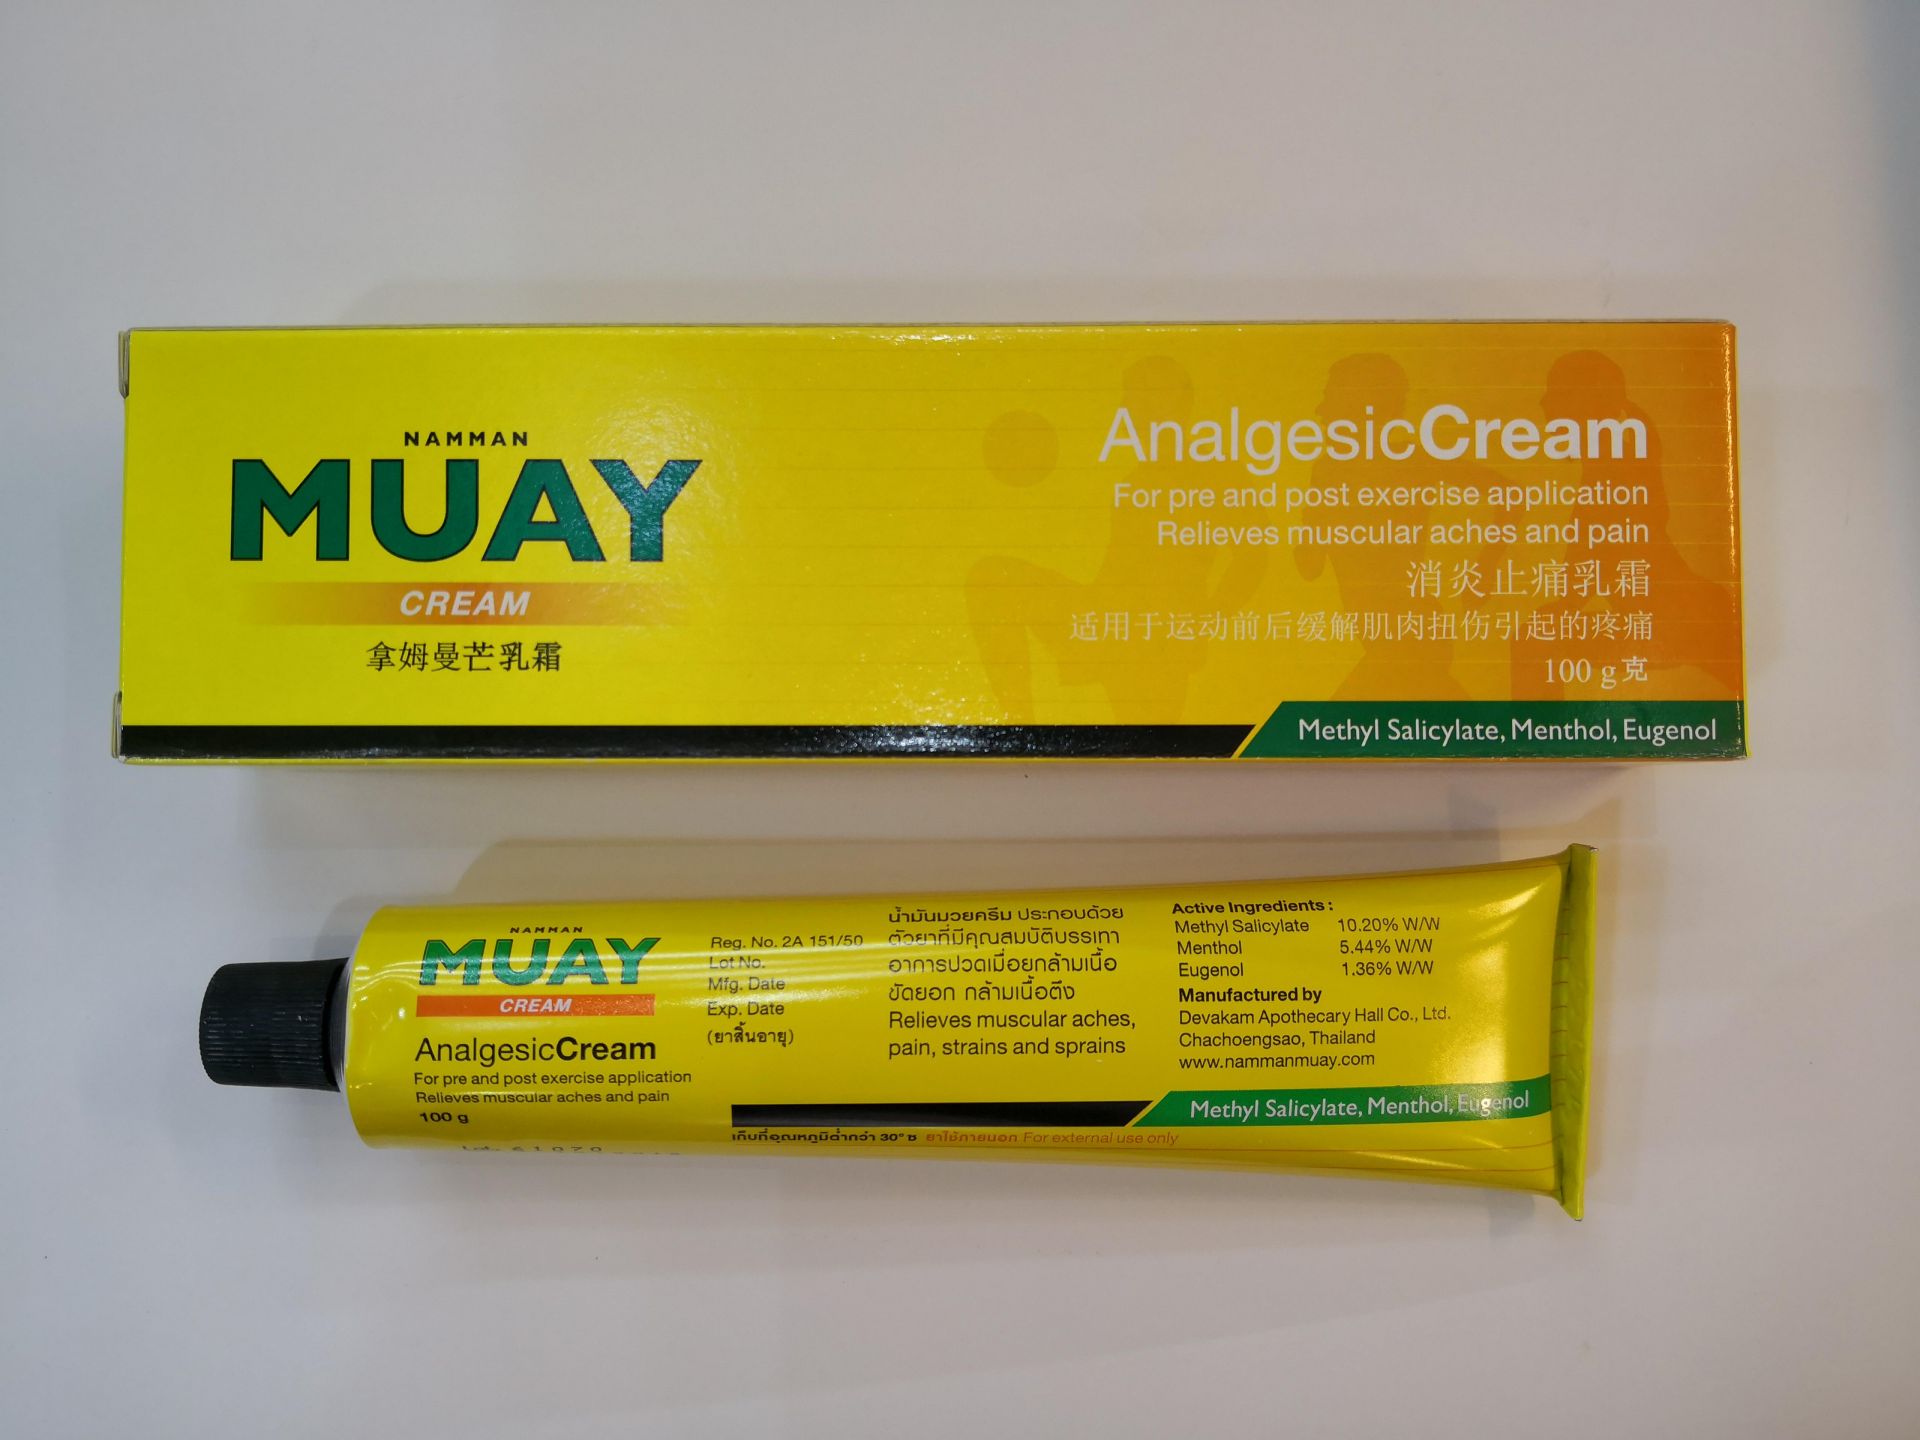 NAMMAN
MUAY
CREAM
拿姆曼芒乳霜
AnalgesicCream
For pre and post exercise application
Relieves muscular aches and pain
消炎止痛乳霜
适用于运动前后缓解肌肉扭伤引起的疼痛
100 g克
Methyl Salicylate, Menthol, Eugenol
NAMMAN
MUAY
CREAM
AnalgesicCream
For pre and post exercise application
Relieves muscular aches and pain
100 g
Reg. No. 2A 151/50
Lot No.
Mfg. Date
Exp. Date
(ยาสิ้นอายุ)
น้ำมันมวยครีม ประกอบด้วย
ตัวยาที่มีคุณสมบัติบรรเทา
อาการปวดเมื่อยกล้ามเนื้อ
ขัดยอก กล้ามเนื้อตึง
Relieves muscular aches,
pain, strains and sprains
Active Ingredients :
Methyl Salicylate 10.20% W/W
Menthol 5.44% W/W
Eugenol 1.36% W/W
Manufactured by
Devakam Apothecary Hall Co., Ltd.
Chachoengsao, Thailand
www.nammanmuay.com
Methyl Salicylate, Menthol, Eugenol
เก็บที่อุณหภูมิต่ำกว่า 30° ซ ยาใช้ภายนอก For external use only